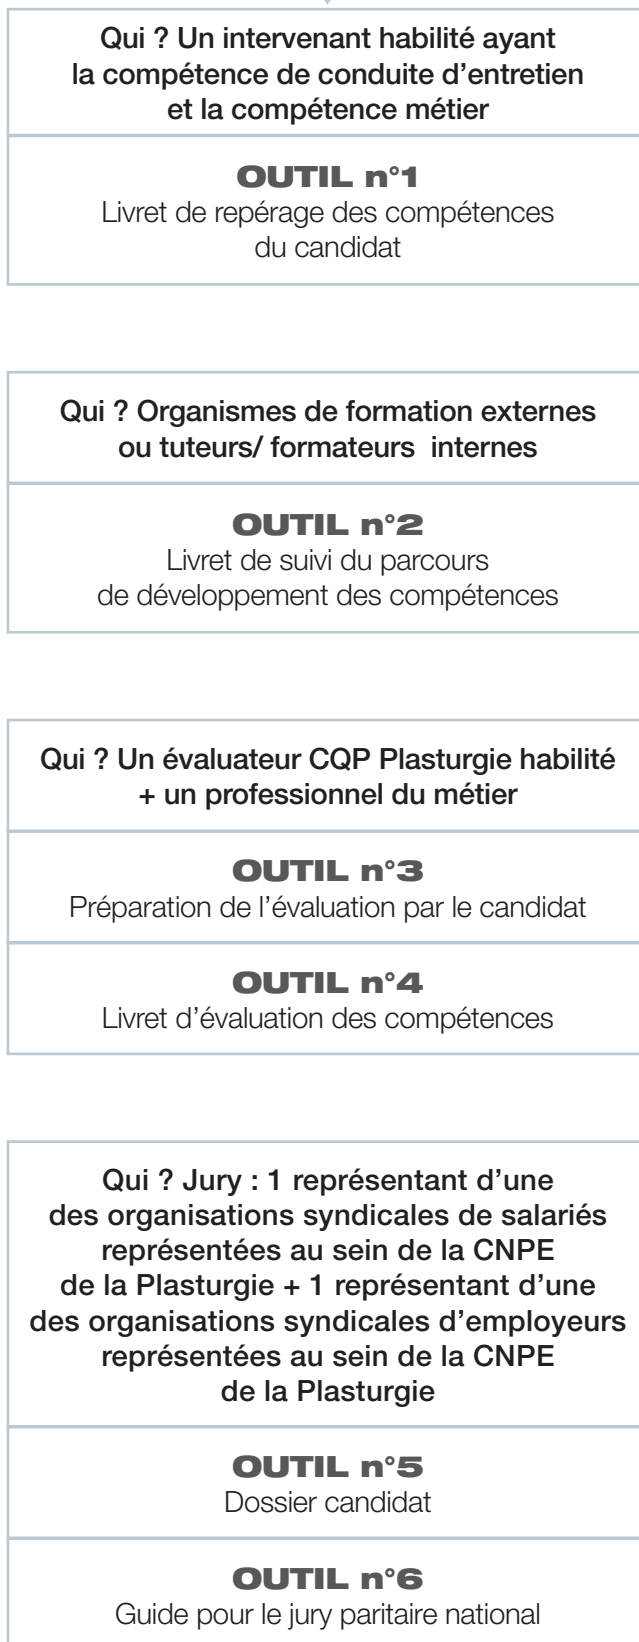 Qui ? Un intervenant habilité ayant
la compétence de conduite d’entretien
et la compétence métier
OUTIL n°1
Livret de repérage des compétences
du candidat
Qui ? Organismes de formation externes
ou tuteurs/ formateurs internes
OUTIL n°2
Livret de suivi du parcours
de développement des compétences
Qui ? Un évaluateur CQP Plasturgie habilité
+ un professionnel du métier
OUTIL n°3
Préparation de l’évaluation par le candidat
OUTIL n°4
Livret d’évaluation des compétences
Qui ? Jury : 1 représentant d’une
des organisations syndicales de salariés
représentées au sein de la CNPE
de la Plasturgie + 1 représentant d’une
des organisations syndicales d’employeurs
représentées au sein de la CNPE
de la Plasturgie
OUTIL n°5
Dossier candidat
OUTIL n°6
Guide pour le jury paritaire national